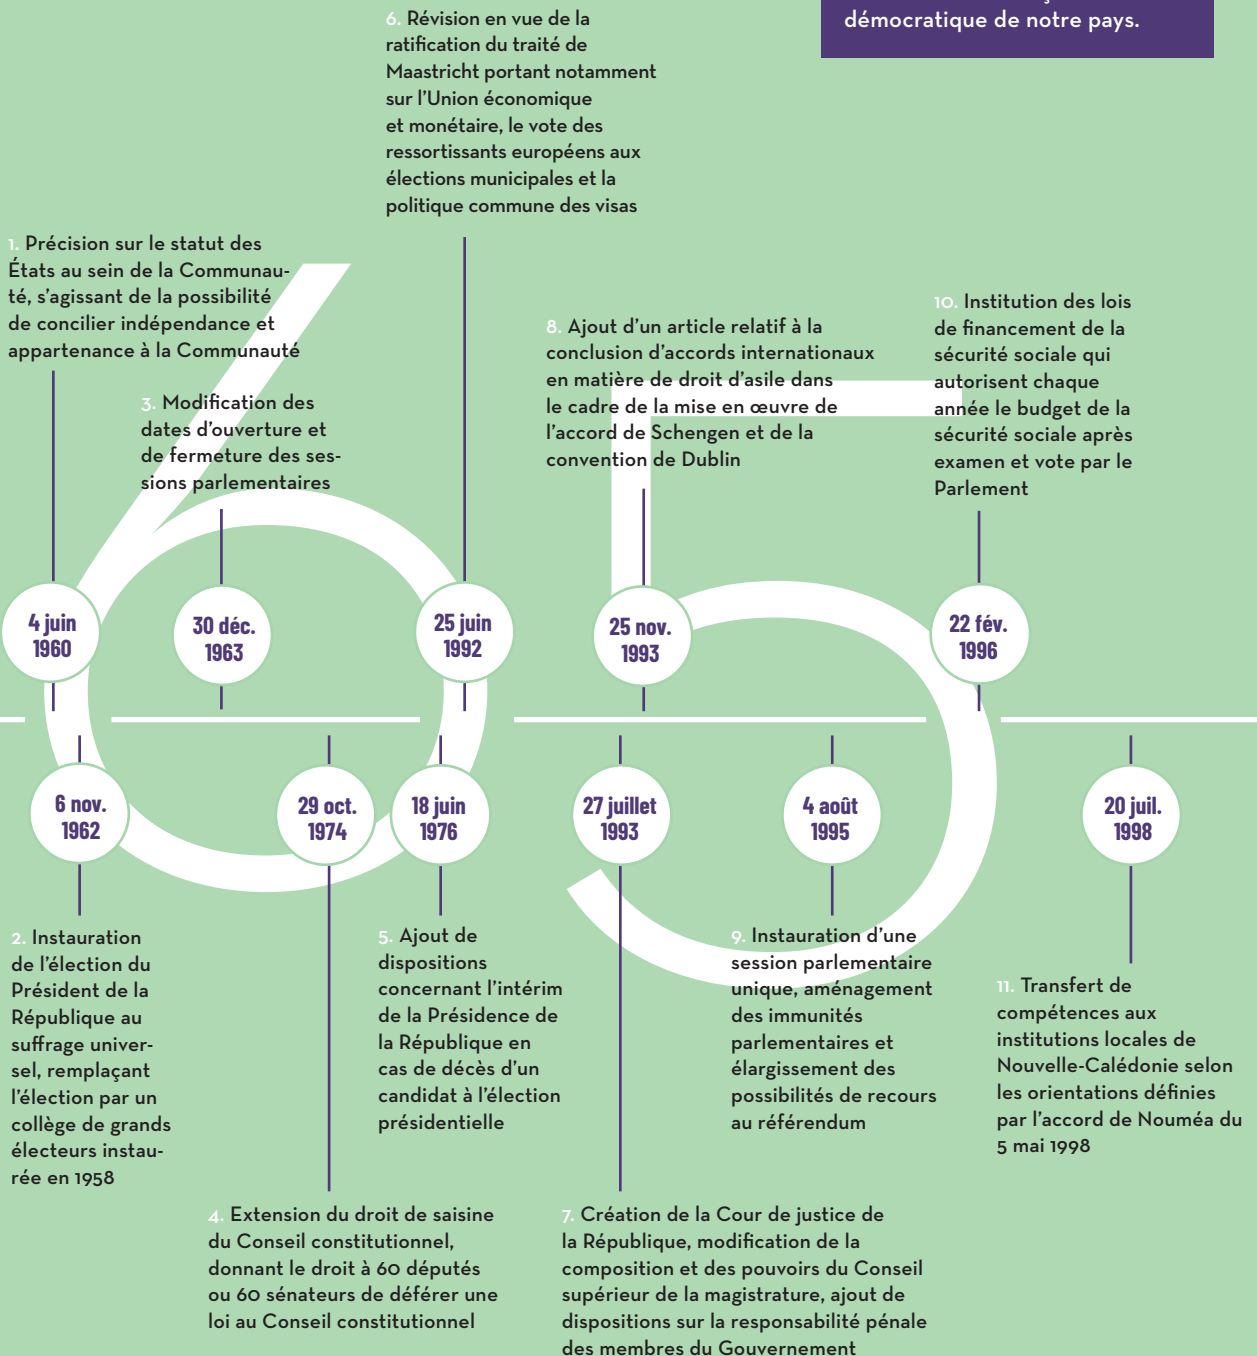 démocratique de notre pays.
6. Révision en vue de la
ratification du traité de
Maastricht portant notamment
sur l'Union économique
et monétaire, le vote des
ressortissants européens aux
élections municipales et la
politique commune des visas
1. Précision sur le statut des
États au sein de la Communau-
té, s'agissant de la possibilité
de concilier indépendance et
appartenance à la Communauté
3. Modification des
dates d'ouverture et
de fermeture des ses-
sions parlementaires
8. Ajout d'un article relatif à la
conclusion d'accords internationaux
en matière de droit d'asile dans
le cadre de la mise en œuvre de
l'accord de Schengen et de la
convention de Dublin
10. Institution des lois
de financement de la
sécurité sociale qui
autorisent chaque
année le budget de la
sécurité sociale après
examen et vote par le
Parlement
4 juin
1960
30 déc.
1963
25 juin
1992
25 nov.
1993
22 fév.
1996
6 nov.
1962
29 oct.
1974
18 juin
1976
27 juillet
1993
4 août
1995
20 juil.
1998
2. Instauration
de l'élection du
Président de la
République au
suffrage univer-
sel, remplaçant
l'élection par un
collège de grands
électeurs instau-
rée en 1958
5. Ajout de
dispositions
concernant l'intérim
de la Présidence de
la République en
cas de décès d'un
candidat à l'élection
présidentielle
9. Instauration d'une
session parlementaire
unique, aménagement
des immunités
parlementaires et
élargissement des
possibilités de recours
au référendum
11. Transfert de
compétences aux
institutions locales de
Nouvelle-Calédonie selon
les orientations définies
par l'accord de Nouméa du
5 mai 1998
4. Extension du droit de saisine
du Conseil constitutionnel,
donnant le droit à 60 députés
ou 60 sénateurs de déférer une
loi au Conseil constitutionnel
7. Création de la Cour de justice de
la République, modification de la
composition et des pouvoirs du Conseil
supérieur de la magistrature, ajout de
dispositions sur la responsabilité pénale
des membres du Gouvernement